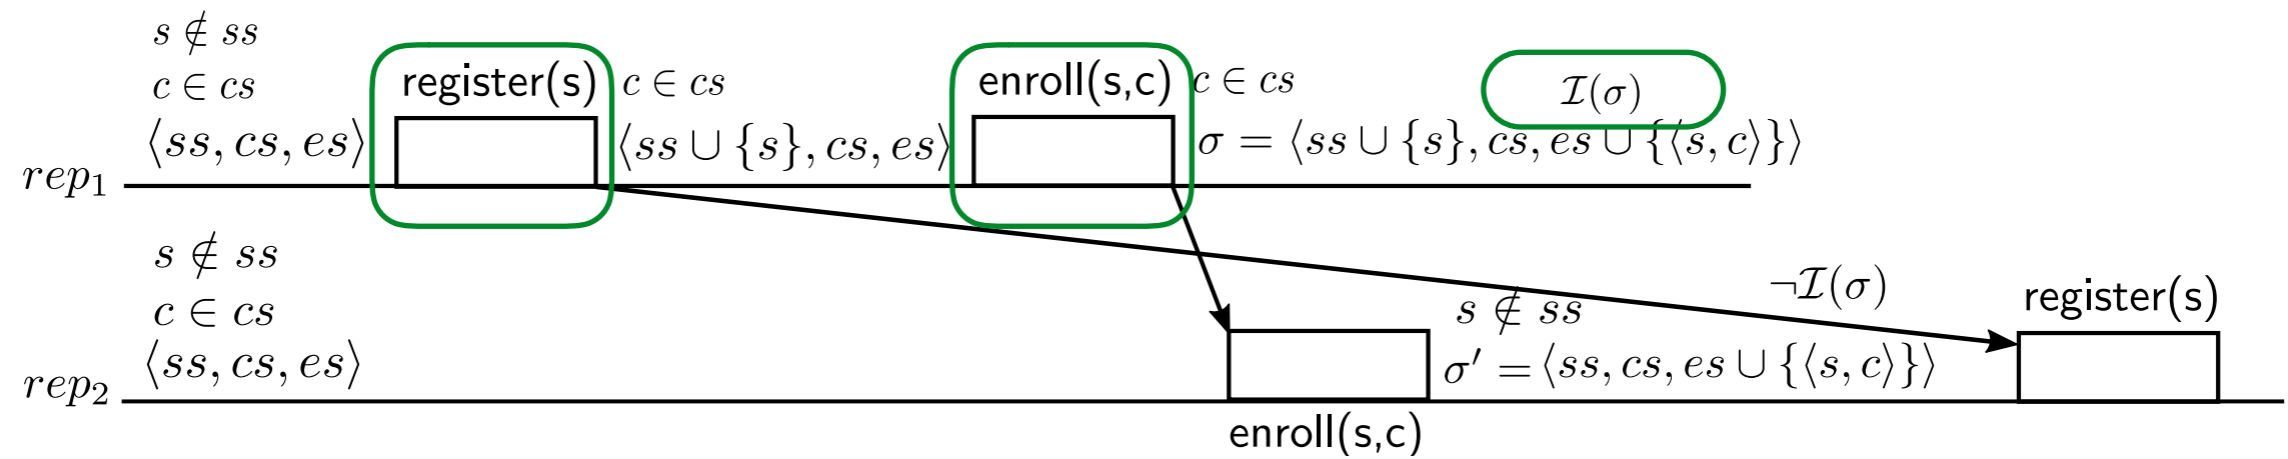 s ∉ ss
c ∈ cs
⟨ss, cs, es⟩
register(s)
c ∈ cs
⟨ss ∪ {s}, cs, es⟩
enroll(s,c)
c ∈ cs
σ = ⟨ss ∪ {s}, cs, es ∪ {⟨s, c⟩}⟩
I(σ)
rep₁
s ∉ ss
c ∈ cs
⟨ss, cs, es⟩
s ∉ ss
σ′ = ⟨ss, cs, es ∪ {⟨s, c⟩}⟩
¬I(σ)
register(s)
rep₂
enroll(s,c)